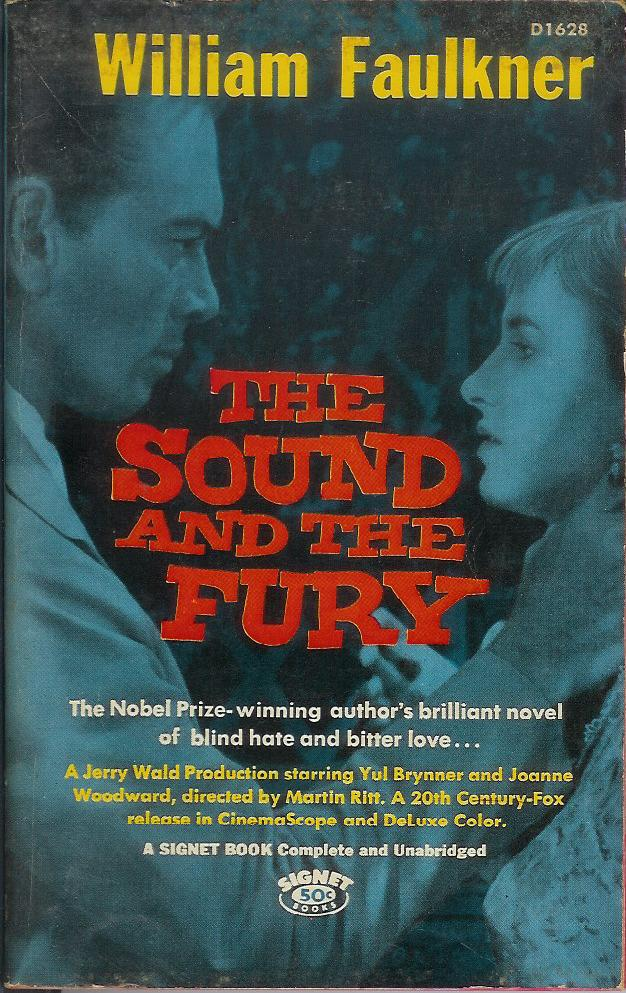 D1628
William Faulkner
THE
SOUND
AND THE
FURY
The Nobel Prize-winning author's brilliant novel
of blind hate and bitter love...
A Jerry Wald Production starring Yul Brynner and Joanne
Woodward, directed by Martin Ritt. A 20th Century-Fox
release in CinemaScope and DeLuxe Color.
A SIGNET BOOK Complete and Unabridged
SIGNET
50c
BOOKS